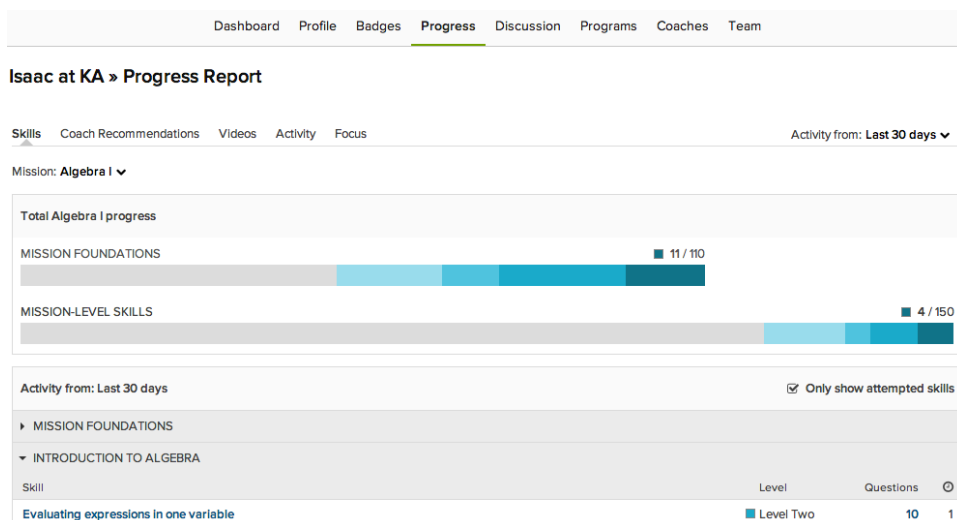 Dashboard Profile Badges Progress Discussion Programs Coaches Team
Isaac at KA » Progress Report
Skills Coach Recommendations Videos Activity Focus Activity from: Last 30 days
Mission: Algebra I
Total Algebra I progress
MISSION FOUNDATIONS 11 / 110
MISSION-LEVEL SKILLS 4 / 150
Activity from: Last 30 days Only show attempted skills
MISSION FOUNDATIONS
INTRODUCTION TO ALGEBRA
Skill Level Questions
Evaluating expressions in one variable Level Two 10 1